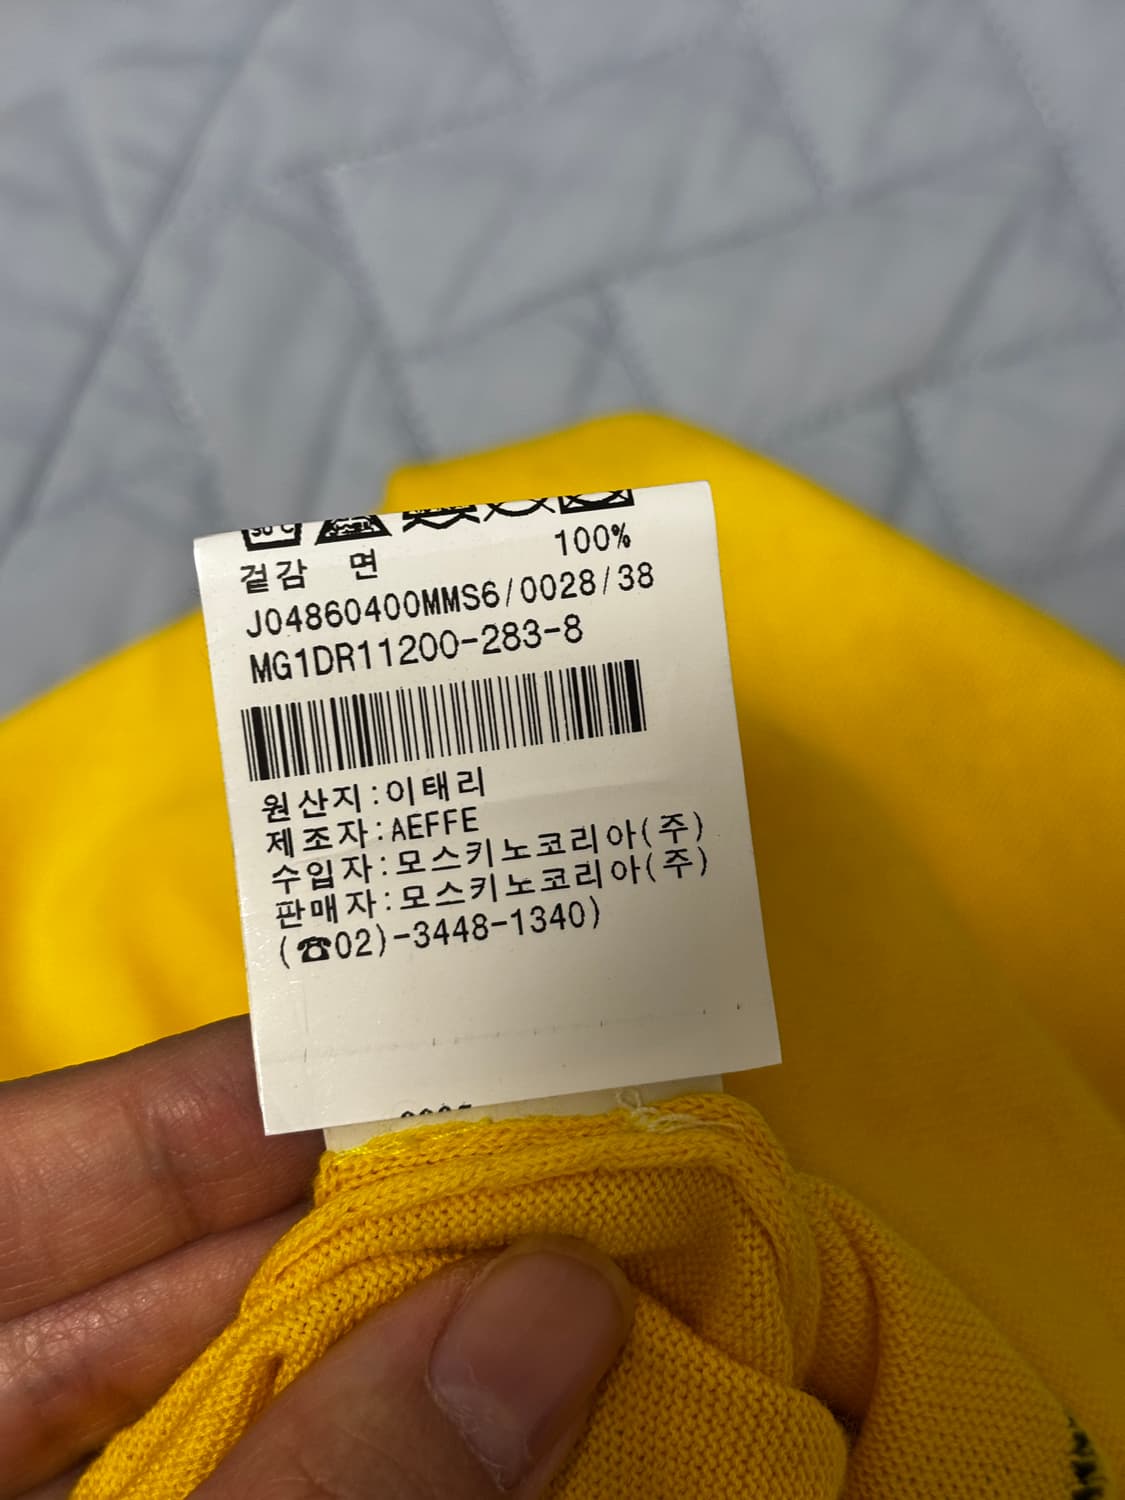 30°C
겉감 면 100%
J04860400MMS6/0028/38
MG1DR11200-283-8
원산지:이태리
제조자:AEFFE
수입자:모스키노코리아(주)
판매자:모스키노코리아(주)
(☎02)-3448-1340)